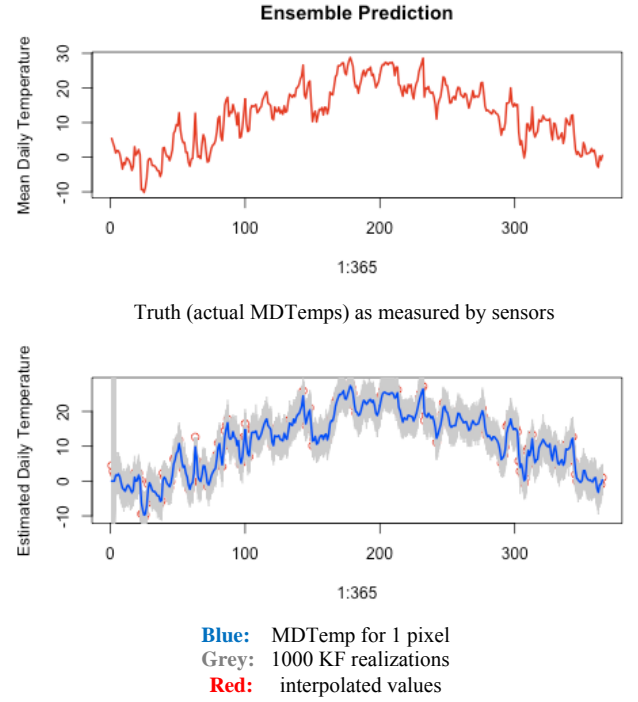 Ensemble Prediction
Mean Daily Temperature
30
20
10
0
-10
0 100 200 300
1:365
Truth (actual MDTemps) as measured by sensors
Estimated Daily Temperature
20
10
0
-10
0 100 200 300
1:365
Blue: MDTemp for 1 pixel
Grey: 1000 KF realizations
Red: interpolated values